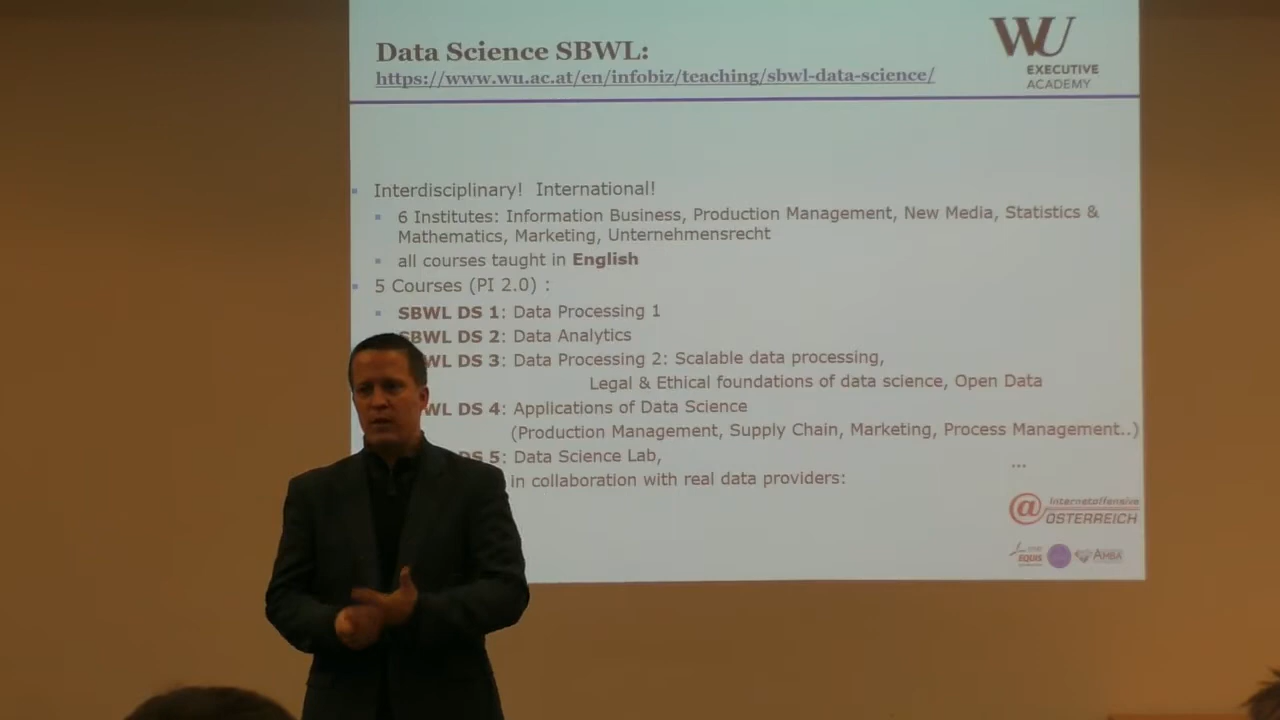 Data Science SBWL:
https://www.wu.ac.at/en/infobiz/teaching/sbwl-data-science/
WU
EXECUTIVE
ACADEMY
Interdisciplinary! International!
6 Institutes: Information Business, Production Management, New Media, Statistics &
Mathematics, Marketing, Unternehmensrecht
all courses taught in English
5 Courses (PI 2.0) :
SBWL DS 1: Data Processing 1
SBWL DS 2: Data Analytics
WL DS 3: Data Processing 2: Scalable data processing,
Legal & Ethical foundations of data science, Open Data
WL DS 4: Applications of Data Science
(Production Management, Supply Chain, Marketing, Process Management..)
DS 5: Data Science Lab,
in collaboration with real data providers:
...
@ Internetoffensive
ÖSTERREICH
EQUIS
AMBA